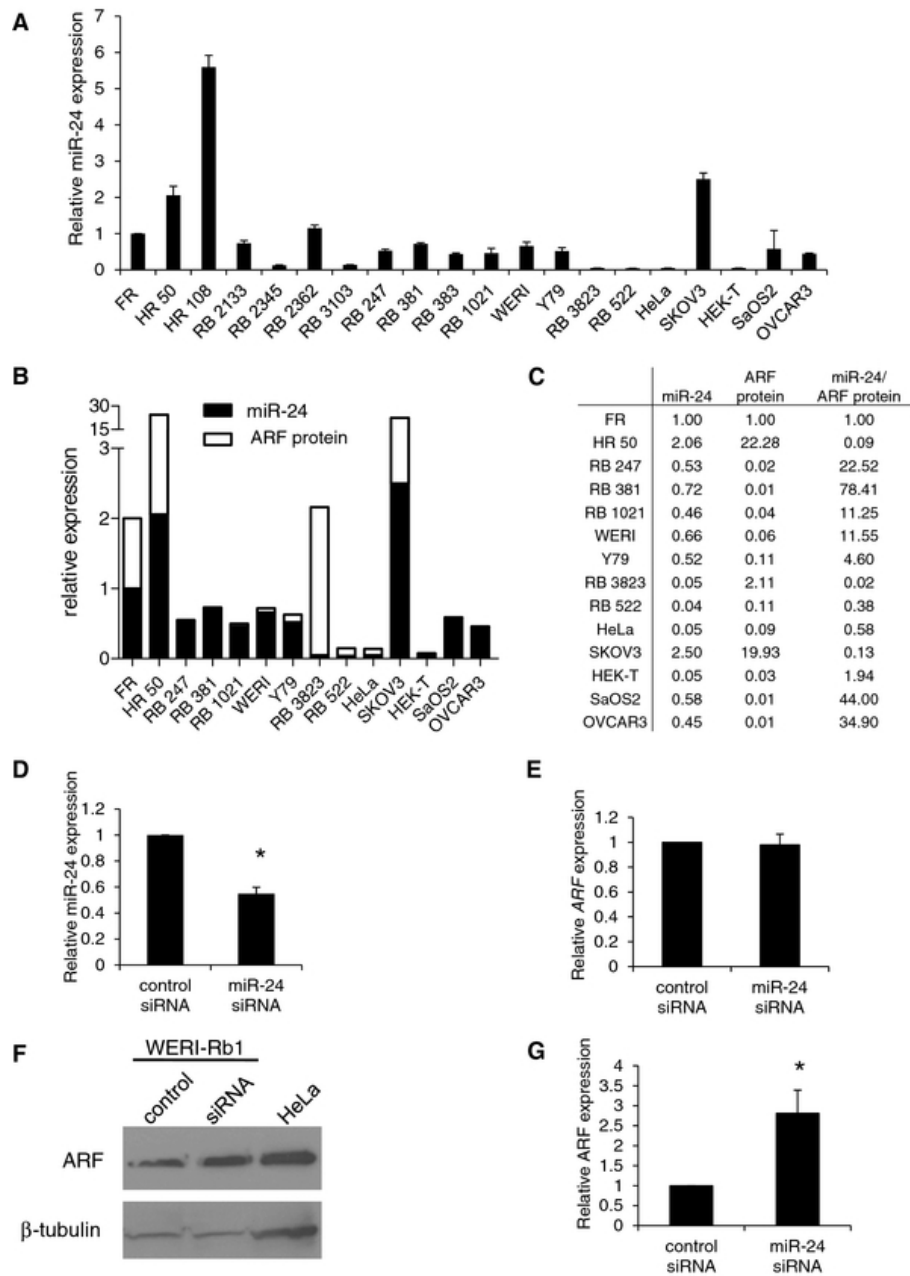 A
Relative miR-24 expression
7
6
5
4
3
2
1
0
FR
HR 50
HR 108
RB 2133
RB 2345
RB 2362
RB 3103
RB 247
RB 381
RB 383
RB 1021
WERI
Y79
RB 3823
RB 522
HeLa
SKOV3
HEK-T
SaOS2
OVCAR3
B
relative expression
30
15
3
2
1
0
miR-24
ARF protein
FR
HR 50
RB 247
RB 381
RB 1021
WERI
Y79
RB 3823
RB 522
HeLa
SKOV3
HEK-T
SaOS2
OVCAR3
C
miR-24 ARF protein miR-24/ ARF protein
FR 1.00 1.00 1.00
HR 50 2.06 22.28 0.09
RB 247 0.53 0.02 22.52
RB 381 0.72 0.01 78.41
RB 1021 0.46 0.04 11.25
WERI 0.66 0.06 11.55
Y79 0.52 0.11 4.60
RB 3823 0.05 2.11 0.02
RB 522 0.04 0.11 0.38
HeLa 0.05 0.09 0.58
SKOV3 2.50 19.93 0.13
HEK-T 0.05 0.03 1.94
SaOS2 0.58 0.01 44.00
OVCAR3 0.45 0.01 34.90
D
Relative miR-24 expression
1.2
1
0.8
0.6
0.4
0.2
0
*
control siRNA
miR-24 siRNA
E
Relative ARF expression
1.2
1
0.8
0.6
0.4
0.2
0
control siRNA
miR-24 siRNA
F
WERI-Rb1
control
siRNA
HeLa
ARF
β-tubulin
G
Relative ARF expression
4
3.5
3
2.5
2
1.5
1
0.5
0
*
control siRNA
miR-24 siRNA